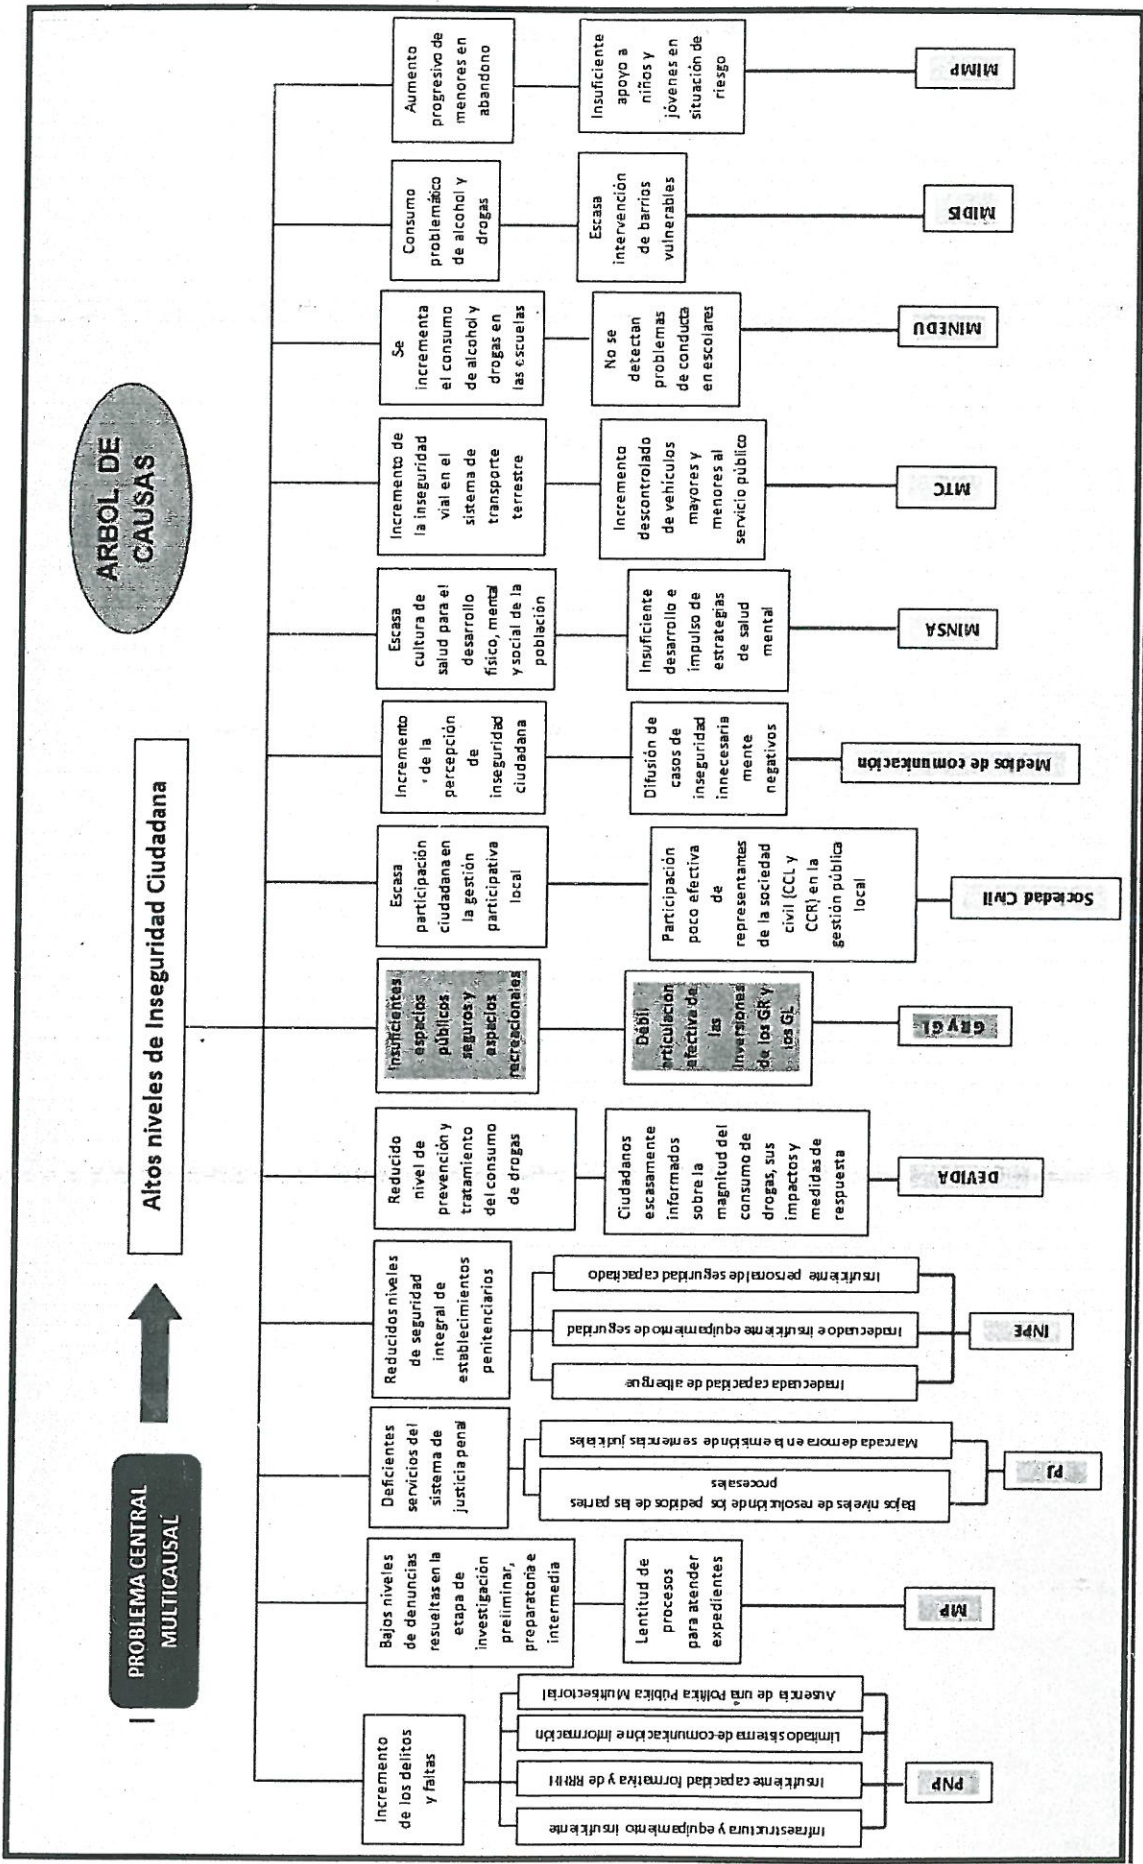 ARBOL DE
CAUSAS
PROBLEMA CENTRAL
MULTICAUSAL
Altos niveles de Inseguridad Ciudadana
Incremento
de los delitos
y faltas
Infraestructura y equipamiento insuficiente
Insuficiente capacidad formativa y de RRHH
Limitado sistema de-comunicación e información
Ausencia de una Política Pública Multisectorial
PNP
Bajos niveles
de denuncias
resueltas en la
etapa de
investigación
preliminar,
preparatoria e
intermedia
Lentitud de
procesos
para atender
expedientes
MP
Deficientes
servicios del
sistema de
justicia penal
Bajos niveles de resolución de los pedidos de las partes
procesales
Marcada demora en la emisión de sentencias judiciales
PJ
Reducidos niveles
de seguridad
integral de
establecimientos
penitenciarios
Inadecuada capacidad de albergue
Inadecuado e insuficiente equipamiento de seguridad
Insuficiente personal de seguridad capacitado
INPE
Reducido
nivel de
prevención y
tratamiento
del consumo
de drogas
Ciudadanos
escasamente
informados
sobre la
magnitud del
consumo de
drogas, sus
impactos y
medidas de
respuesta
DEVIDA
Insuficientes
espacios
públicos
seguros y
espacios
recreacionales
Débil
articulación
efectiva de
las
inversiones
de los GR y
los GL
GR y GL
Escasa
participación
ciudadana en
la gestión
participativa
local
Participación
poco efectiva
de
representantes
de la sociedad
civil (CCL y
CCR) en la
gestión pública
local
Sociedad Civil
Incremento
de la
percepción
de
inseguridad
ciudadana
Difusión de
casos de
inseguridad
innecesaria
mente
negativos
Medios de comunicación
Escasa
cultura de
salud para el
desarrollo
físico, mental
y social de la
población
Insuficiente
desarrollo e
impulso de
estrategias
de salud
mental
MINSA
Incremento de
la inseguridad
vial en el
sistema de
transporte
terrestre
Incremento
descontrolado
de vehículos
mayores y
menores al
servicio público
MTC
Se
incrementa
el consumo
de alcohol y
drogas en
las escuelas
No se
detectan
problemas
de conducta
en escolares
MINEDU
Consumo
problemático
de alcohol y
drogas
Escasa
intervención
de barrios
vulnerables
MIDIS
Aumento
progresivo de
menores en
abandono
Insuficiente
apoyo a
niños y
jóvenes en
situación de
riesgo
MIMP